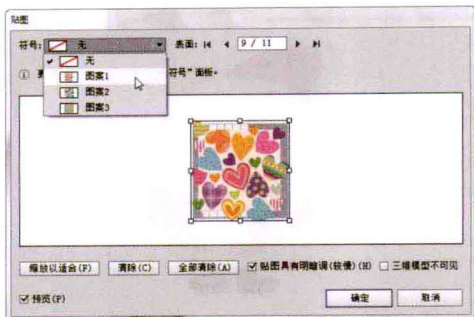 贴图
符号: 无 表面: 9 / 11
无
图案1 符号”面板。
图案2
图案3
缩放以适合(F) 清除(C) 全部清除(A) 贴图具有明暗调(较慢)(H) 三维模型不可见
预览(P) 确定 取消